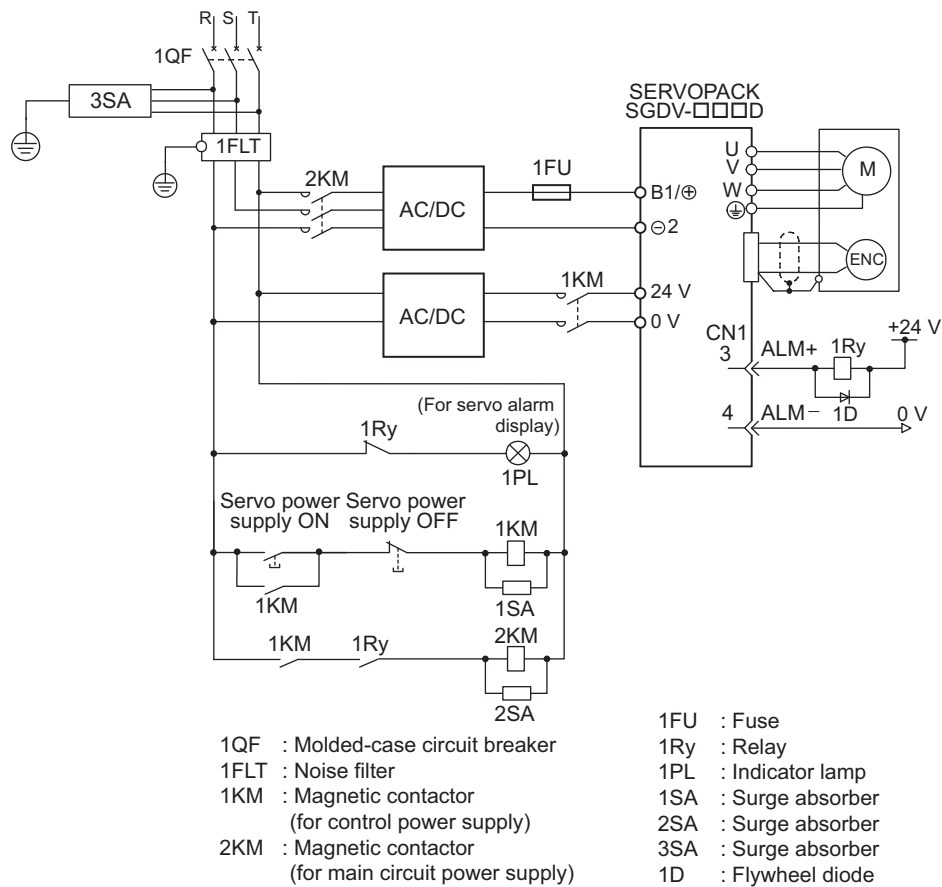 R S T
1QF
3SA
1FLT
2KM
AC/DC
1FU
SERVOPACK
SGDV-□□□D
B1/⊕
⊖2
U
V
W
M
ENC
AC/DC
1KM
24 V
0 V
CN1
3
ALM+
1Ry
+24 V
1D
4
ALM−
0 V
(For servo alarm
display)
1Ry
1PL
Servo power
supply ON
Servo power
supply OFF
1KM
1KM
1SA
1KM
1Ry
2KM
2SA
1QF : Molded-case circuit breaker
1FLT : Noise filter
1KM : Magnetic contactor
(for control power supply)
2KM : Magnetic contactor
(for main circuit power supply)
1FU : Fuse
1Ry : Relay
1PL : Indicator lamp
1SA : Surge absorber
2SA : Surge absorber
3SA : Surge absorber
1D : Flywheel diode